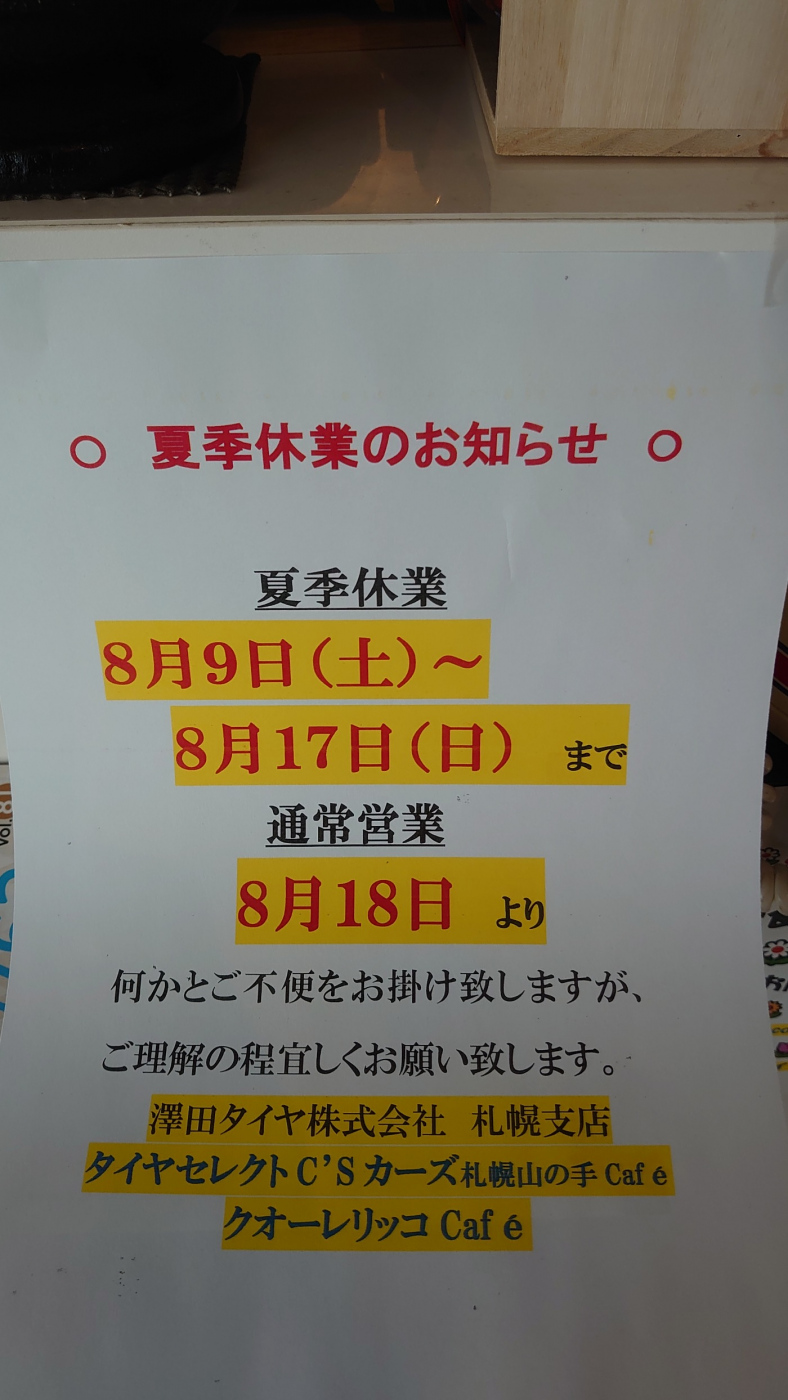 ○ 夏季休業のお知らせ ○
夏季休業
8月9日（土）～
8月17日（日） まで
通常営業
8月18日 より
何かとご不便をお掛け致しますが、
ご理解の程宜しくお願い致します。
澤田タイヤ株式会社 札幌支店
タイヤセレクトC'Sカーズ札幌山の手Café
クオーレリッコCafé
vol.